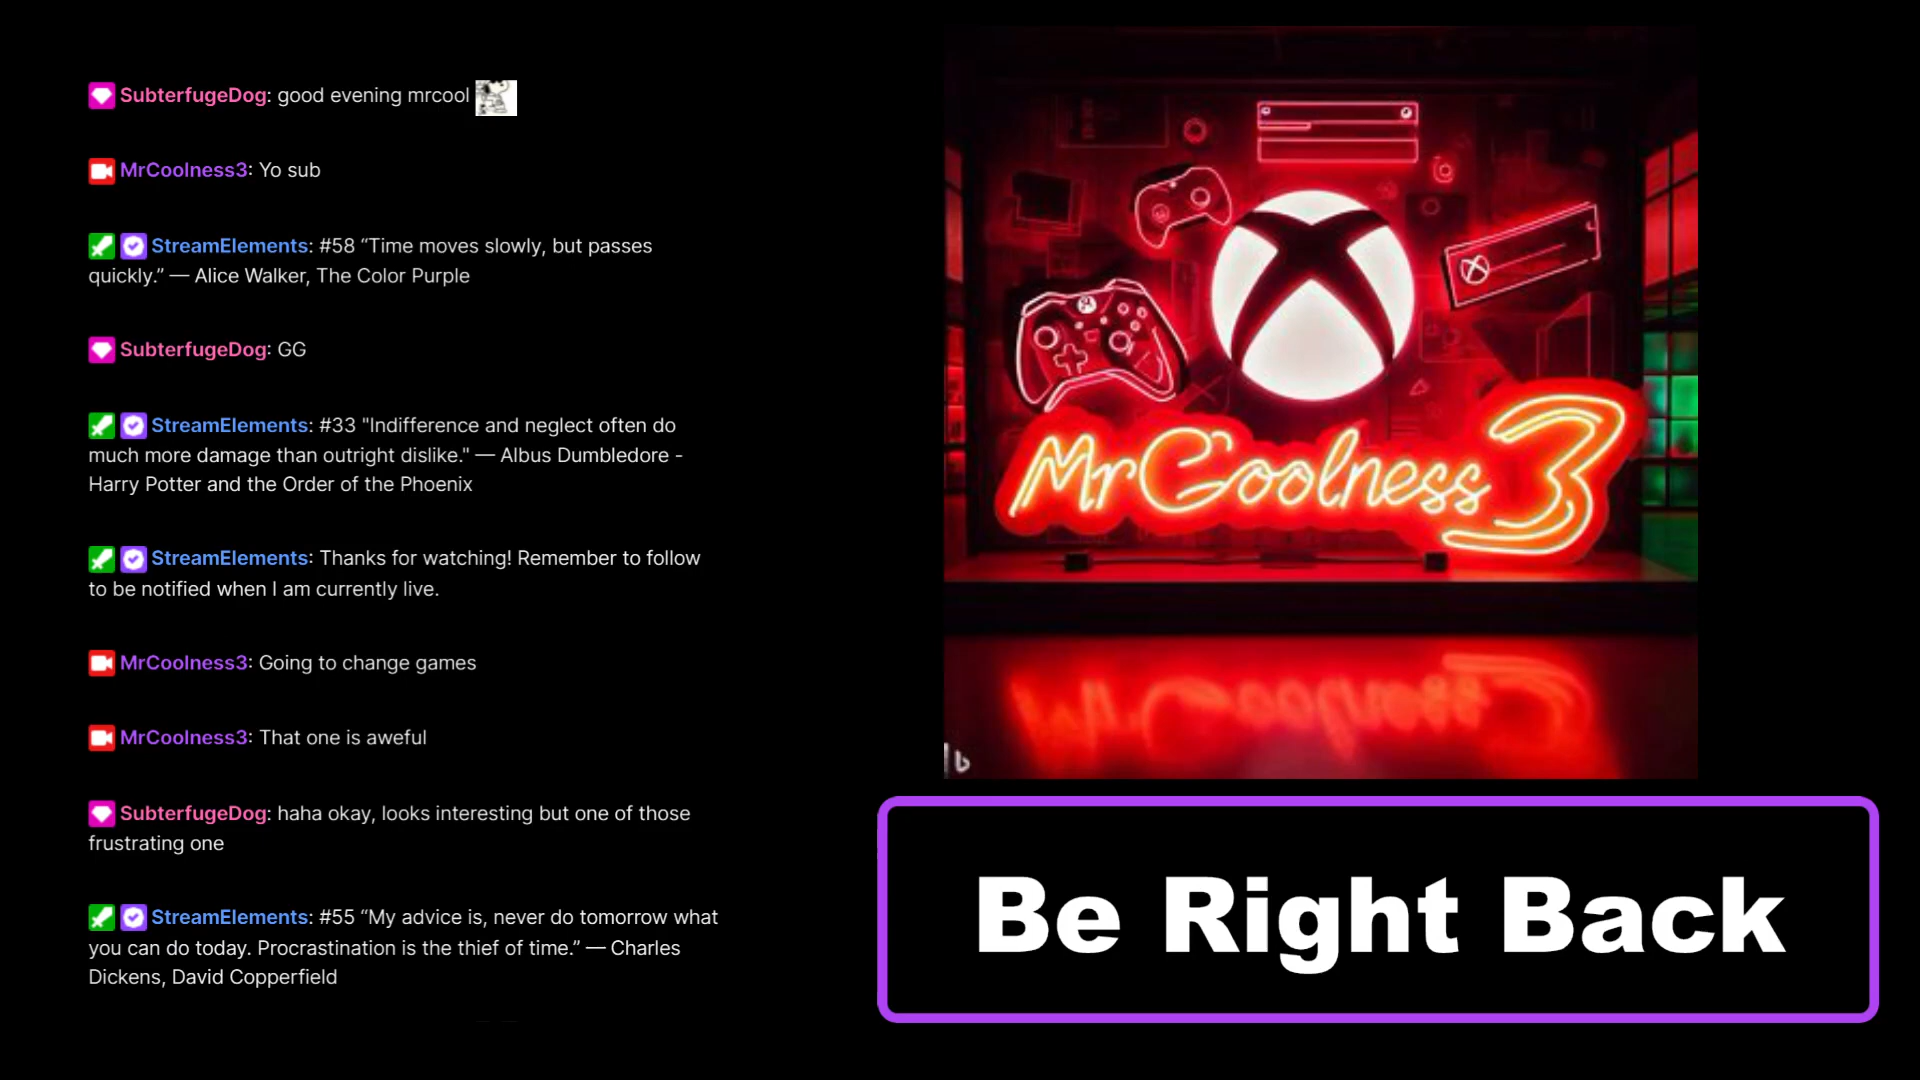 SubterfugeDog: good evening mrcool
MrCoolness3: Yo sub
StreamElements: #58 “Time moves slowly, but passes
quickly.” — Alice Walker, The Color Purple
SubterfugeDog: GG
StreamElements: #33 "Indifference and neglect often do
much more damage than outright dislike." — Albus Dumbledore -
Harry Potter and the Order of the Phoenix
StreamElements: Thanks for watching! Remember to follow
to be notified when I am currently live.
MrCoolness3: Going to change games
MrCoolness3: That one is aweful
SubterfugeDog: haha okay, looks interesting but one of those
frustrating one
StreamElements: #55 “My advice is, never do tomorrow what
you can do today. Procrastination is the thief of time.” — Charles
Dickens, David Copperfield
MrCoolness3
b
Be Right Back